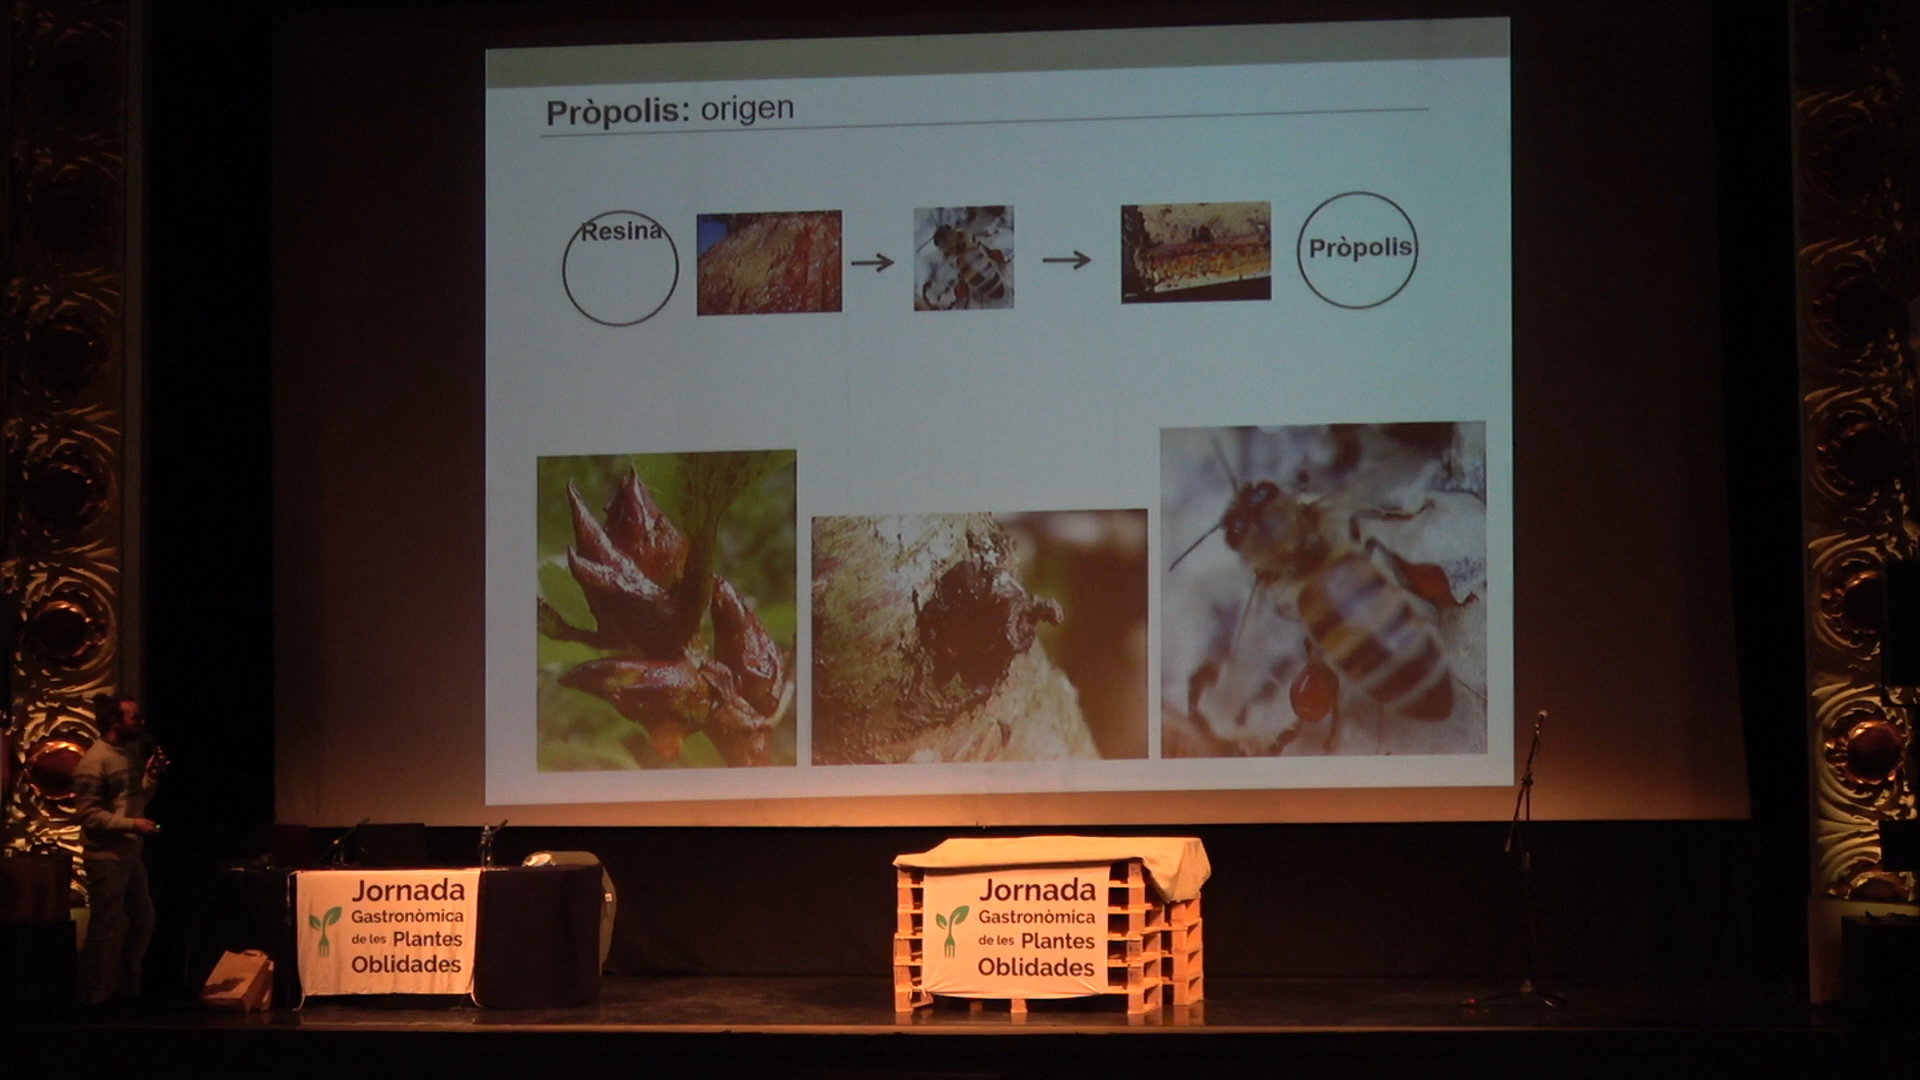 Pròpolis: origen
Resina
Pròpolis
Jornada
Gastronòmica
de les Plantes
Oblidades
Jornada
Gastronòmica
de les Plantes
Oblidades